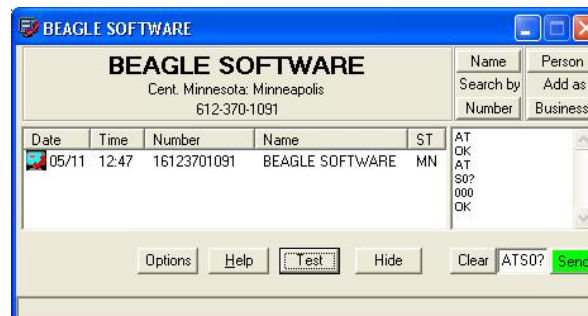 BEAGLE SOFTWARE
BEAGLE SOFTWARE
Cent. Minnesota: Minneapolis
612-370-1091
Name Person
Search by Add as
Number Business
Date Time Number Name ST
05/11 12:47 16123701091 BEAGLE SOFTWARE MN
AT
OK
AT
S0?
000
OK
Options Help Test Hide Clear ATS0? Send